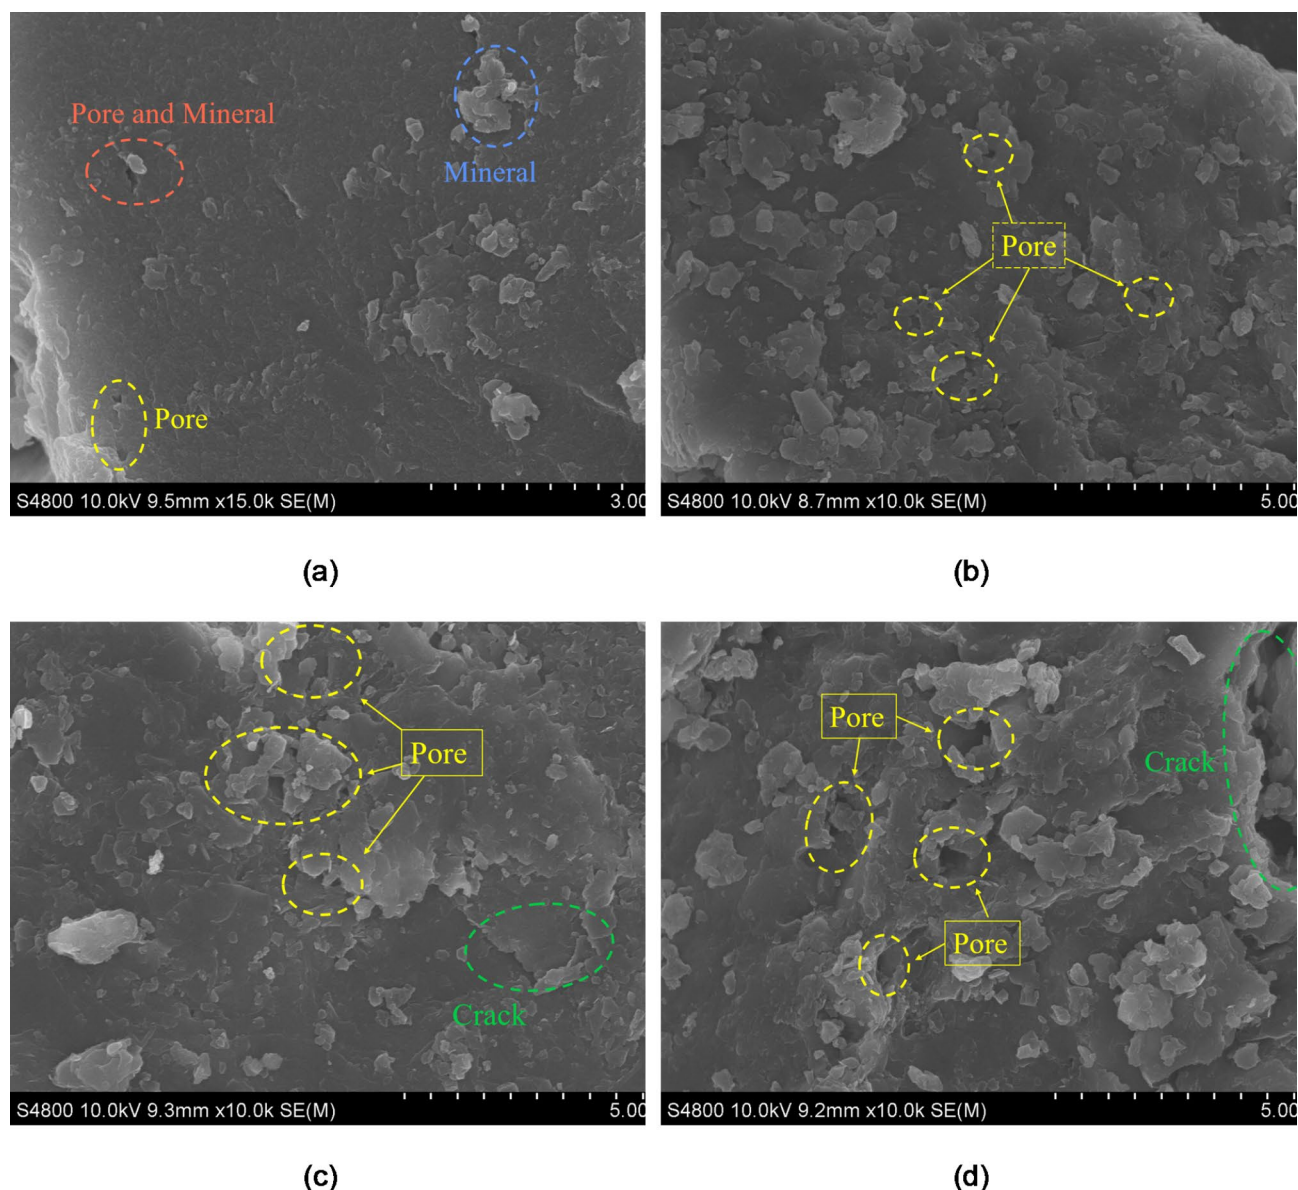 Pore and Mineral
Mineral
Pore
S4800 10.0kV 9.5mm x15.0k SE(M) 3.00
(a)
Pore
S4800 10.0kV 8.7mm x10.0k SE(M) 5.00
(b)
Pore
Crack
S4800 10.0kV 9.3mm x10.0k SE(M) 5.00
(c)
Pore
Crack
Pore
S4800 10.0kV 9.2mm x10.0k SE(M) 5.00
(d)